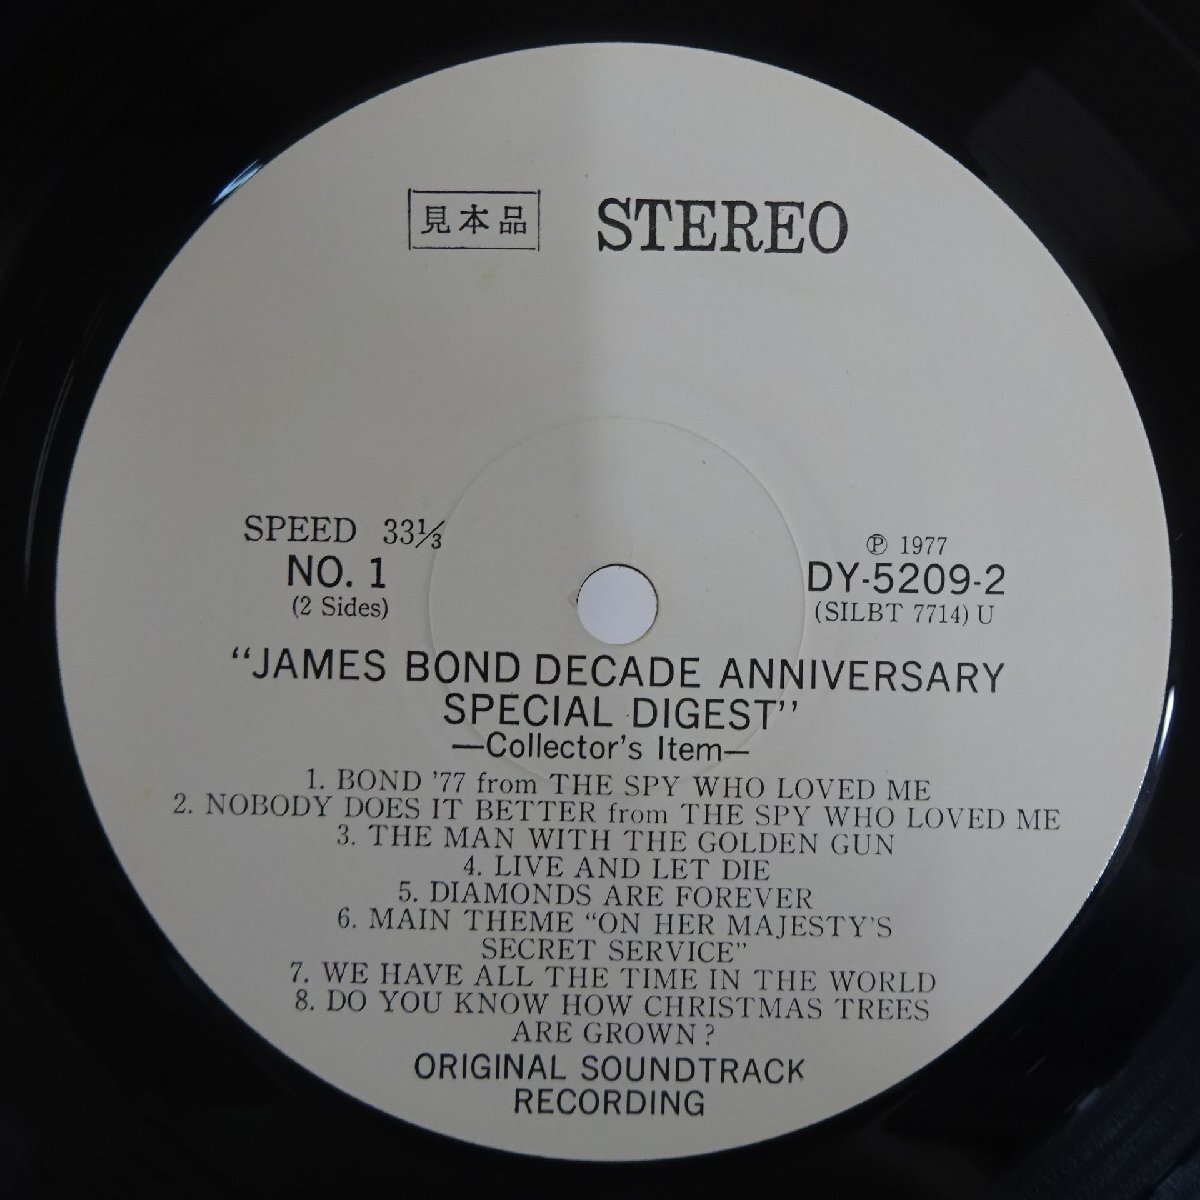 見本品 STEREO
SPEED 33⅓
NO. 1
(2 Sides)
Ⓟ 1977
DY-5209-2
(SILBT 7714) U
"JAMES BOND DECADE ANNIVERSARY
SPECIAL DIGEST"
—Collector's Item—
1. BOND '77 from THE SPY WHO LOVED ME
2. NOBODY DOES IT BETTER from THE SPY WHO LOVED ME
3. THE MAN WITH THE GOLDEN GUN
4. LIVE AND LET DIE
5. DIAMONDS ARE FOREVER
6. MAIN THEME "ON HER MAJESTY'S
SECRET SERVICE"
7. WE HAVE ALL THE TIME IN THE WORLD
8. DO YOU KNOW HOW CHRISTMAS TREES
ARE GROWN?
ORIGINAL SOUNDTRACK
RECORDING